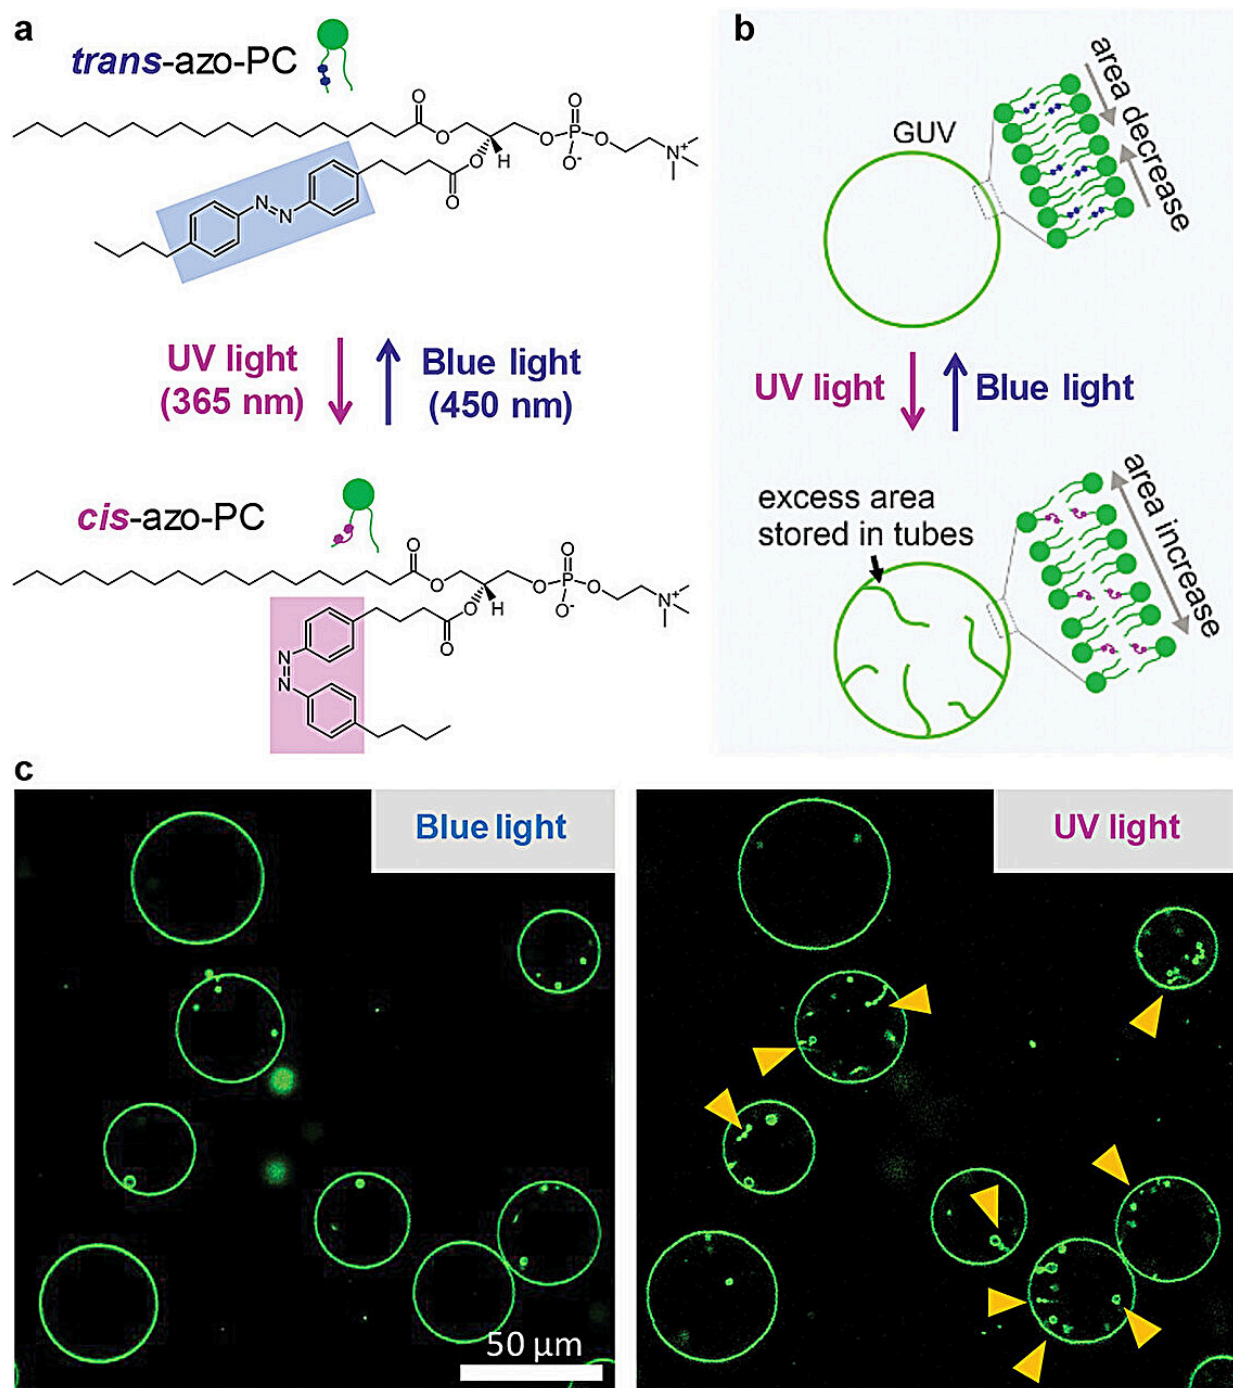 a
trans-azo-PC
O
O
H
O
O
O
P
O
O-
O
N+
N=N
UV light
(365 nm)
Blue light
(450 nm)
cis-azo-PC
O
O
H
O
O
O
P
O
O-
O
N+
N
N
b
GUV
area decrease
UV light
Blue light
excess area
stored in tubes
area increase
c
Blue light
50 µm
UV light